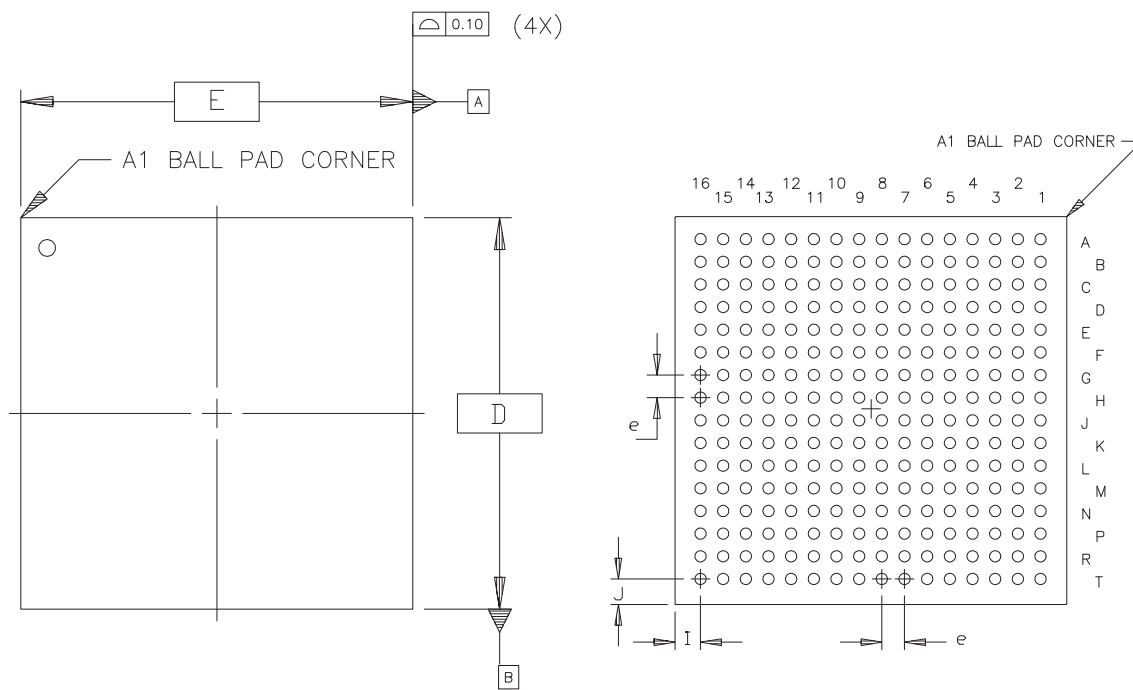 0.10 (4X)
E
A
A1 BALL PAD CORNER
D
B
A1 BALL PAD CORNER
16 14 12 10 8 6 4 2
15 13 11 9 7 5 3 1
A
B
C
D
E
F
G
H
J
K
L
M
N
P
R
T
e
J
I
e